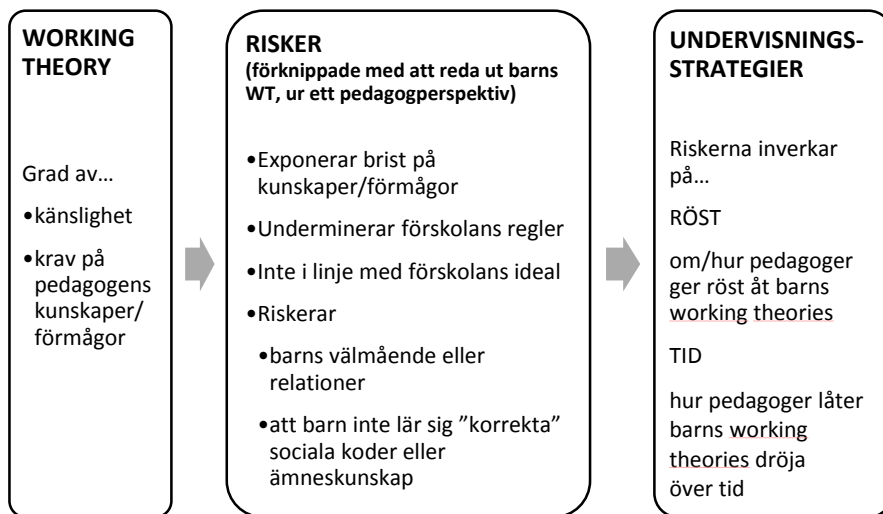 WORKING
THEORY
Grad av…
•känslighet
•krav på
pedagogens
kunskaper/
förmågor
RISKER
(förknippade med att reda ut barns
WT, ur ett pedagogperspektiv)
•Exponerar brist på
kunskaper/förmågor
•Underminerar förskolans regler
•Inte i linje med förskolans ideal
•Riskerar
•barns välmående eller
relationer
•att barn inte lär sig ”korrekta”
sociala koder eller
ämneskunskap
UNDERVISNINGS-
STRATEGIER
Riskerna inverkar
på…
RÖST
om/hur pedagoger
ger röst åt barns
working theories
TID
hur pedagoger låter
barns working
theories dröja
över tid